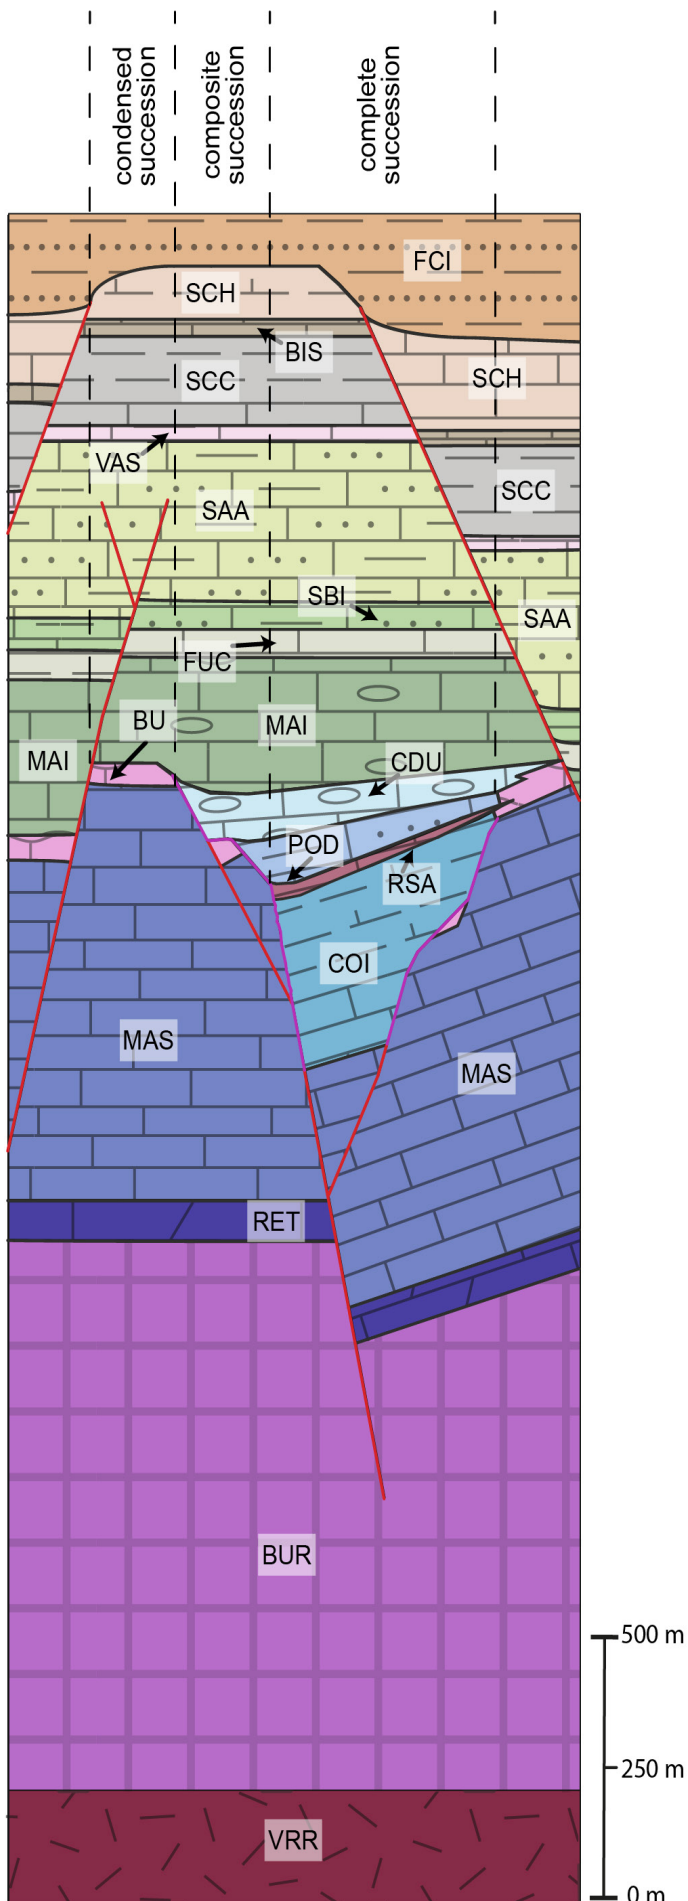 condensed
succession
composite
succession
complete
succession
FCI
SCH
BIS
SCC
SCH
VAS
SCC
SAA
SBI
SAA
FUC
BU
MAI
MAI
CDU
POD
RSA
COI
MAS
MAS
RET
BUR
500 m
250 m
VRR
0 m